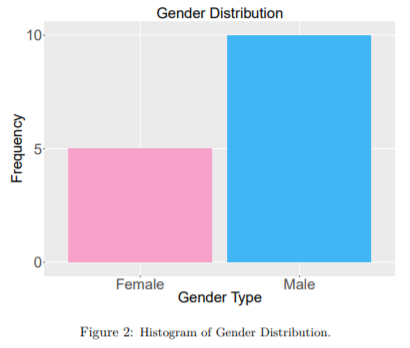 Gender Distribution
10
5
0
Frequency
Female Male
Gender Type
Figure 2: Histogram of Gender Distribution.